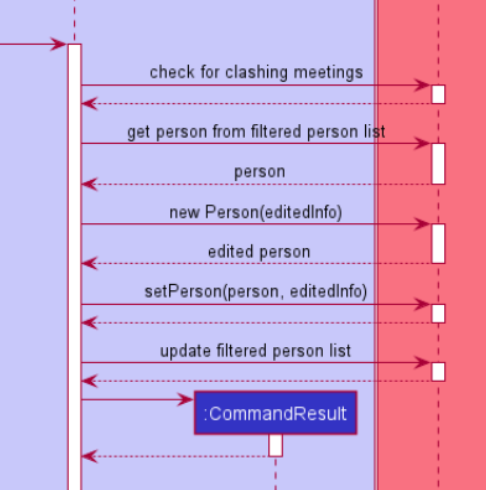 check for clashing meetings
get person from filtered person list
person
new Person(editedInfo)
edited person
setPerson(person, editedInfo)
update filtered person list
:CommandResult